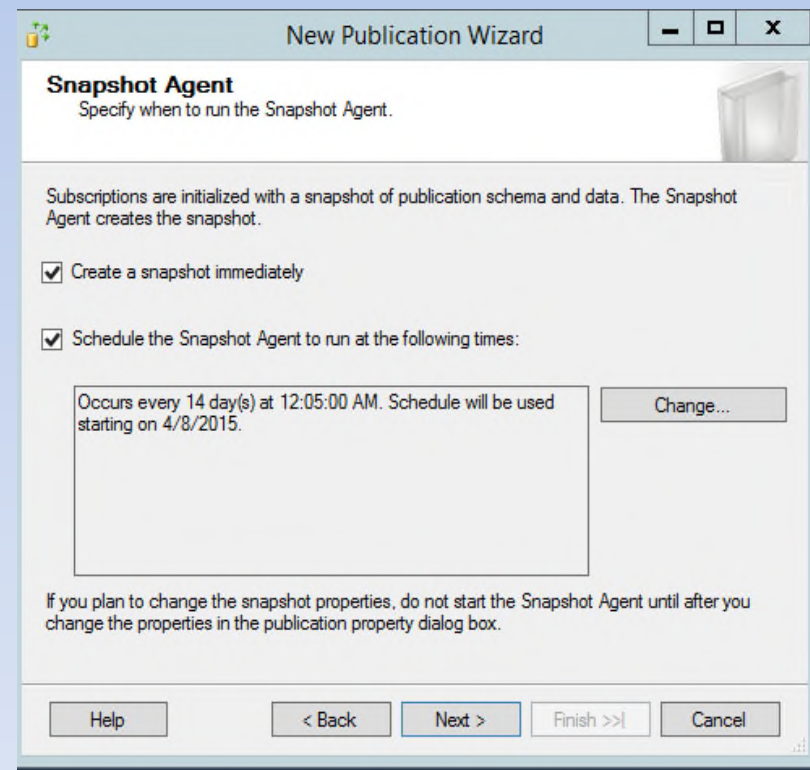 New Publication Wizard
Snapshot Agent
Specify when to run the Snapshot Agent.
Subscriptions are initialized with a snapshot of publication schema and data. The Snapshot
Agent creates the snapshot.
Create a snapshot immediately
Schedule the Snapshot Agent to run at the following times:
Occurs every 14 day(s) at 12:05:00 AM. Schedule will be used
starting on 4/8/2015.
Change...
If you plan to change the snapshot properties, do not start the Snapshot Agent until after you
change the properties in the publication property dialog box.
Help
< Back
Next >
Finish >>|
Cancel